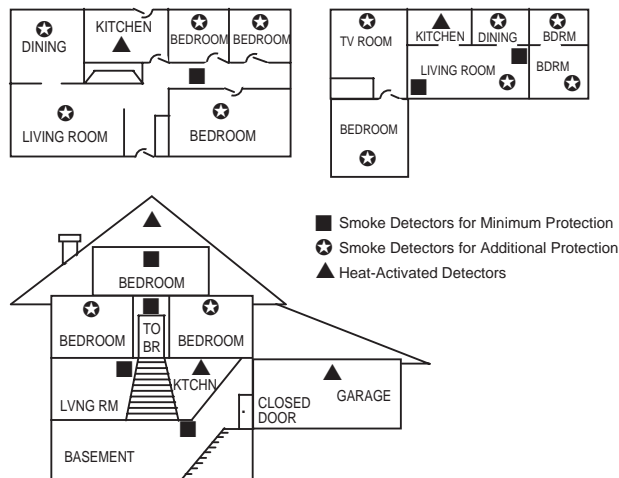 DINING
KITCHEN
BEDROOM
BEDROOM
LIVING ROOM
BEDROOM
TV ROOM
KITCHEN
DINING
BDRM
LIVING ROOM
BDRM
BEDROOM
Smoke Detectors for Minimum Protection
Smoke Detectors for Additional Protection
Heat-Activated Detectors
BEDROOM
BEDROOM
TO
BR
BEDROOM
LVNG RM
KTCHN
CLOSED
DOOR
GARAGE
BASEMENT